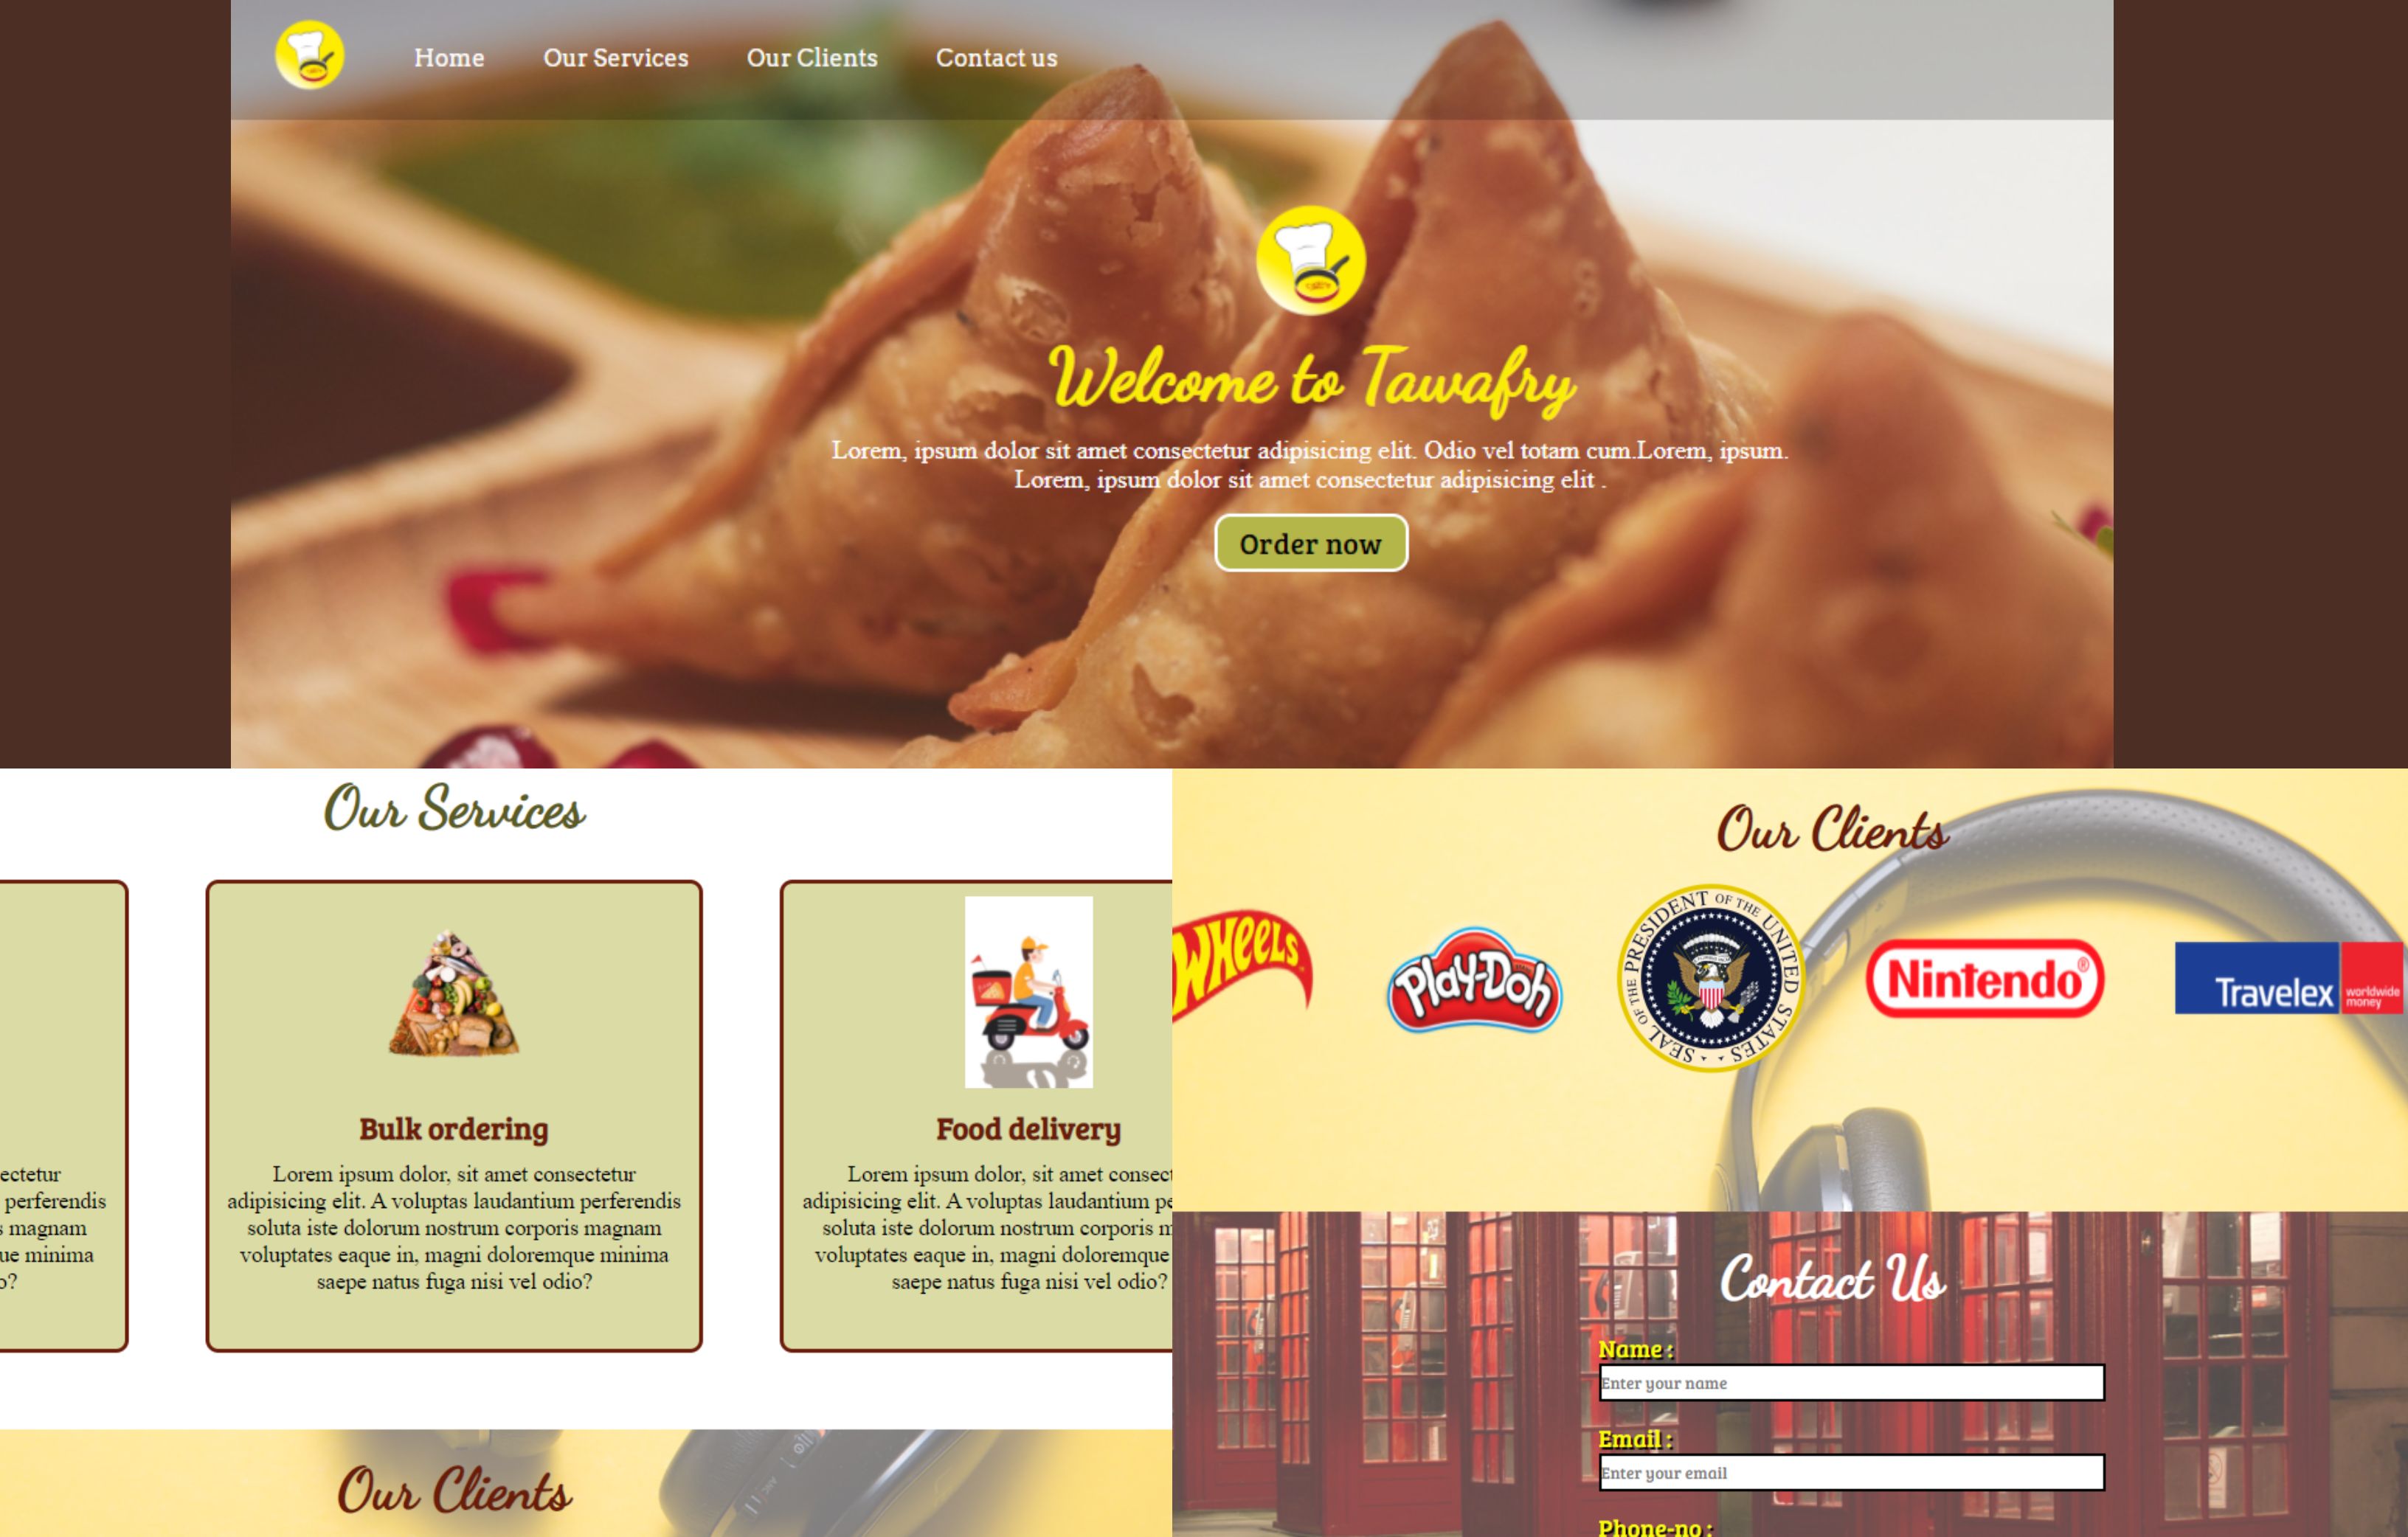 Home
Our Services
Our Clients
Contact us
Welcome to Tawafry
Lorem, ipsum dolor sit amet consectetur adipisicing elit. Odio vel totam cum.Lorem, ipsum.
Lorem, ipsum dolor sit amet consectetur adipisicing elit .
Order now
Our Services
ectetur
perferendis
magnam
ue minima
o?
Bulk ordering
Lorem ipsum dolor, sit amet consectetur
adipisicing elit. A voluptas laudantium perferendis
soluta iste dolorum nostrum corporis magnam
voluptates eaque in, magni doloremque minima
saepe natus fuga nisi vel odio?
Food delivery
Lorem ipsum dolor, sit amet consect
adipisicing elit. A voluptas laudantium pe
soluta iste dolorum nostrum corporis m
voluptates eaque in, magni doloremque
saepe natus fuga nisi vel odio?
Our Clients
Our Clients
WHEELS
Play-Doh
SEAL OF THE PRESIDENT OF THE UNITED STATES
Nintendo®
Travelex worldwide
money
Contact Us
Name :
Enter your name
Email :
Enter your email
Phone-no :